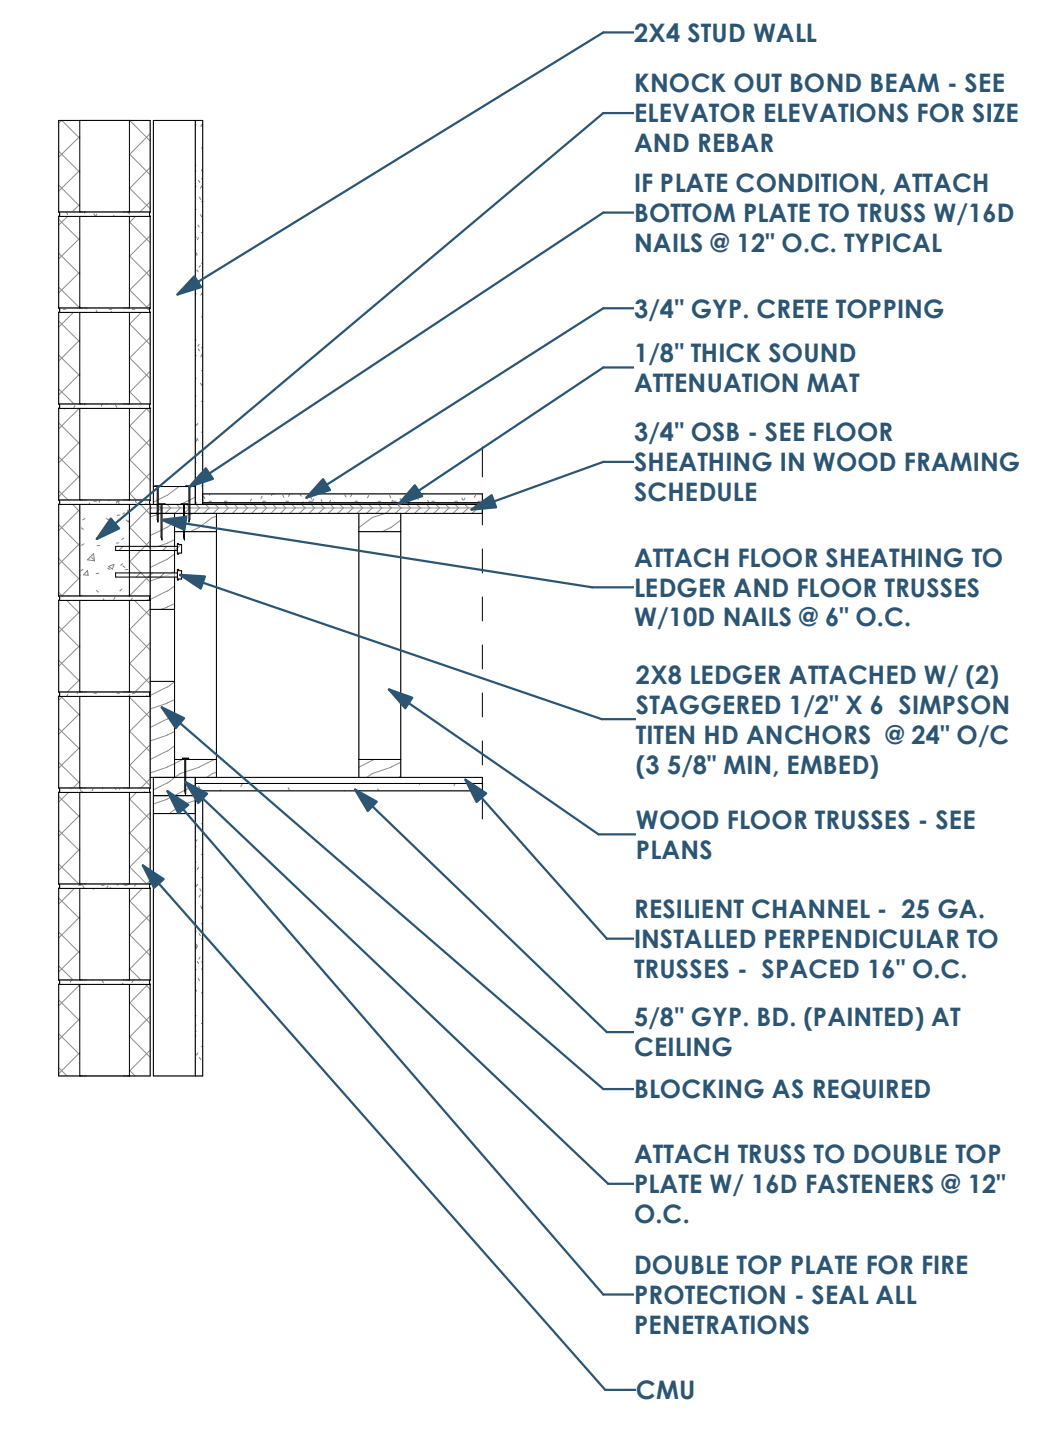 2X4 STUD WALL
KNOCK OUT BOND BEAM - SEE
ELEVATOR ELEVATIONS FOR SIZE
AND REBAR
IF PLATE CONDITION, ATTACH
BOTTOM PLATE TO TRUSS W/16D
NAILS @ 12" O.C. TYPICAL
3/4" GYP. CRETE TOPPING
1/8" THICK SOUND
ATTENUATION MAT
3/4" OSB - SEE FLOOR
SHEATHING IN WOOD FRAMING
SCHEDULE
ATTACH FLOOR SHEATHING TO
LEDGER AND FLOOR TRUSSES
W/10D NAILS @ 6" O.C.
2X8 LEDGER ATTACHED W/ (2)
STAGGERED 1/2" X 6  SIMPSON
TITEN HD ANCHORS  @ 24" O/C
(3 5/8" MIN, EMBED)
WOOD FLOOR TRUSSES - SEE
PLANS
RESILIENT CHANNEL -  25 GA.
INSTALLED PERPENDICULAR TO
TRUSSES -  SPACED 16" O.C.
5/8" GYP. BD. (PAINTED) AT
CEILING
BLOCKING AS REQUIRED
ATTACH TRUSS TO DOUBLE TOP
PLATE W/ 16D FASTENERS @ 12"
O.C.
DOUBLE TOP PLATE FOR FIRE
PROTECTION - SEAL ALL
PENETRATIONS
CMU